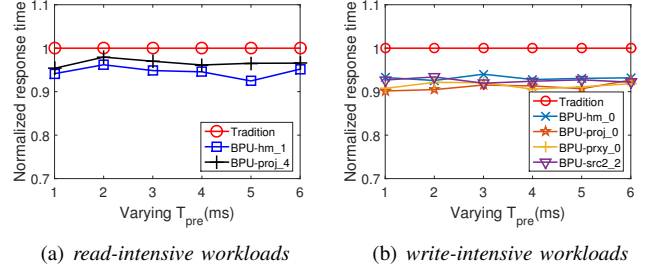 1.1
1
0.9
0.8
0.7
Normalized response time
1 2 3 4 5 6
Varying T_pre(ms)
Tradition
BPU-hm_1
BPU-proj_4
(a) read-intensive workloads
1.1
1
0.9
0.8
0.7
Normalized response time
1 2 3 4 5 6
Varying T_pre(ms)
Tradition
BPU-hm_0
BPU-proj_0
BPU-prxy_0
BPU-src2_2
(b) write-intensive workloads